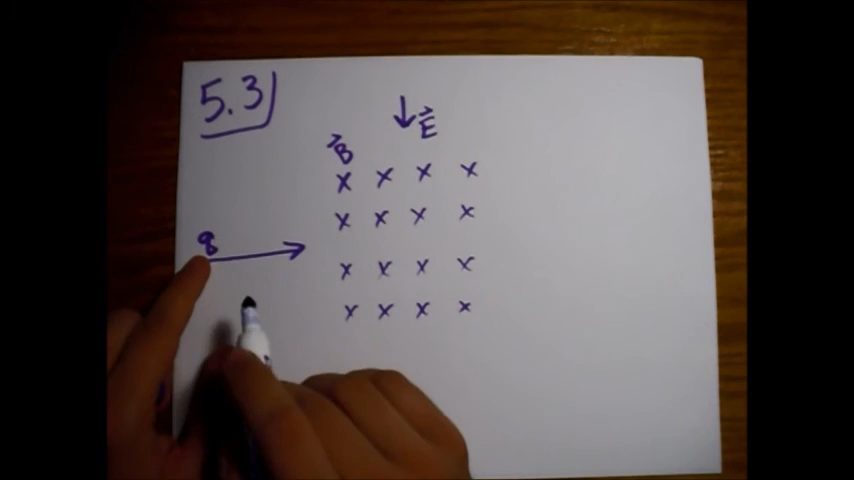 5.3
↓ E⃗
B⃗
x x x x
x x x x
q →
x x x x
x x x x